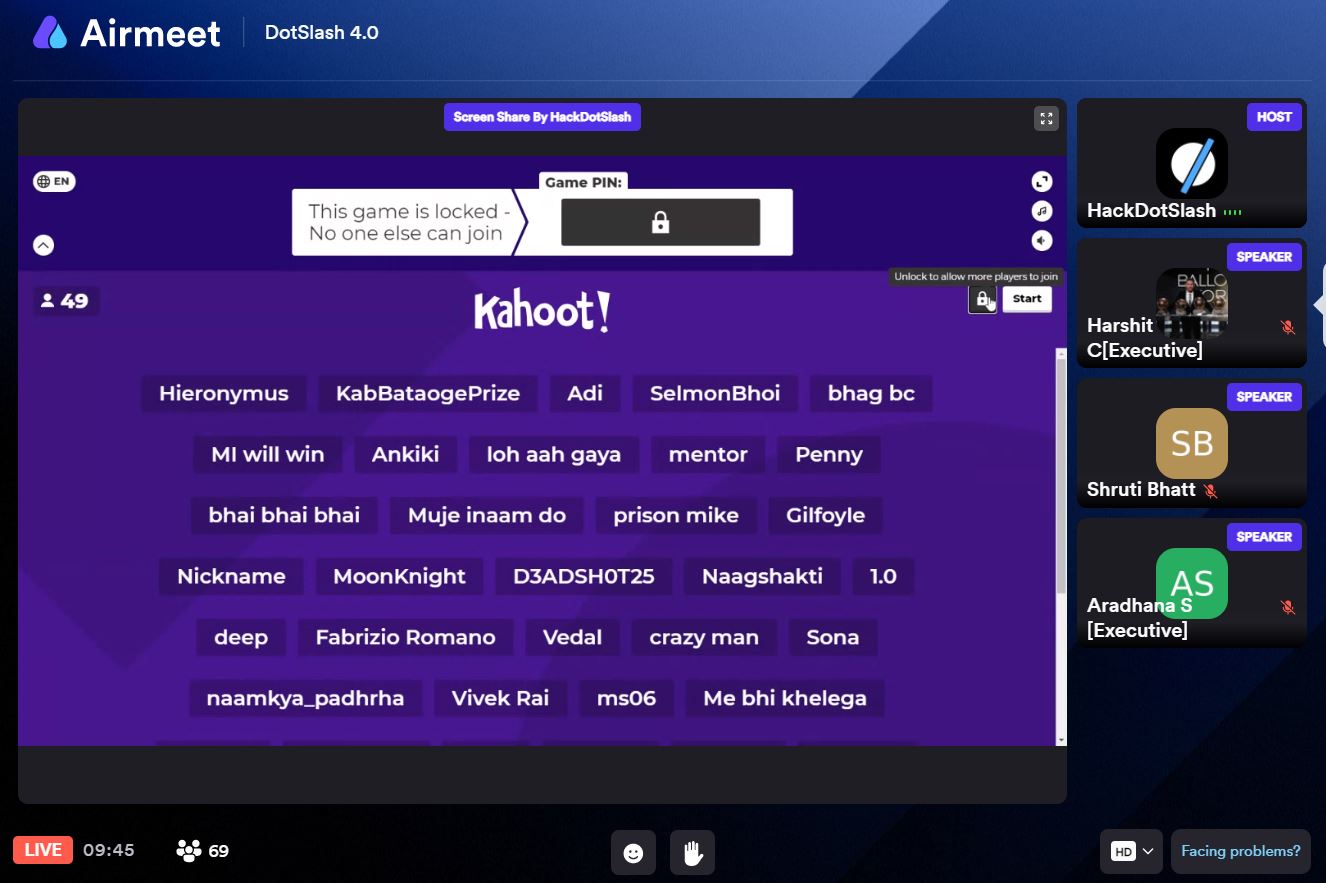 Airmeet
DotSlash 4.0
Screen Share By HackDotSlash
EN
Game PIN:
This game is locked -
No one else can join
Unlock to allow more players to join
49
Kahoot!
Start
Hieronymus KabBataogePrize Adi SelmonBhoi bhag bc
MI will win Ankiki loh aah gaya mentor Penny
bhai bhai bhai Muje inaam do prison mike Gilfoyle
Nickname MoonKnight D3ADSH0T25 Naagshakti 1.0
deep Fabrizio Romano Vedal crazy man Sona
naamkya_padhrha Vivek Rai ms06 Me bhi khelega
HOST
HackDotSlash
SPEAKER
BALLO
OR
Harshit
C[Executive]
SPEAKER
SB
Shruti Bhatt
SPEAKER
AS
Aradhana S
[Executive]
LIVE 09:45 69
HD
Facing problems?